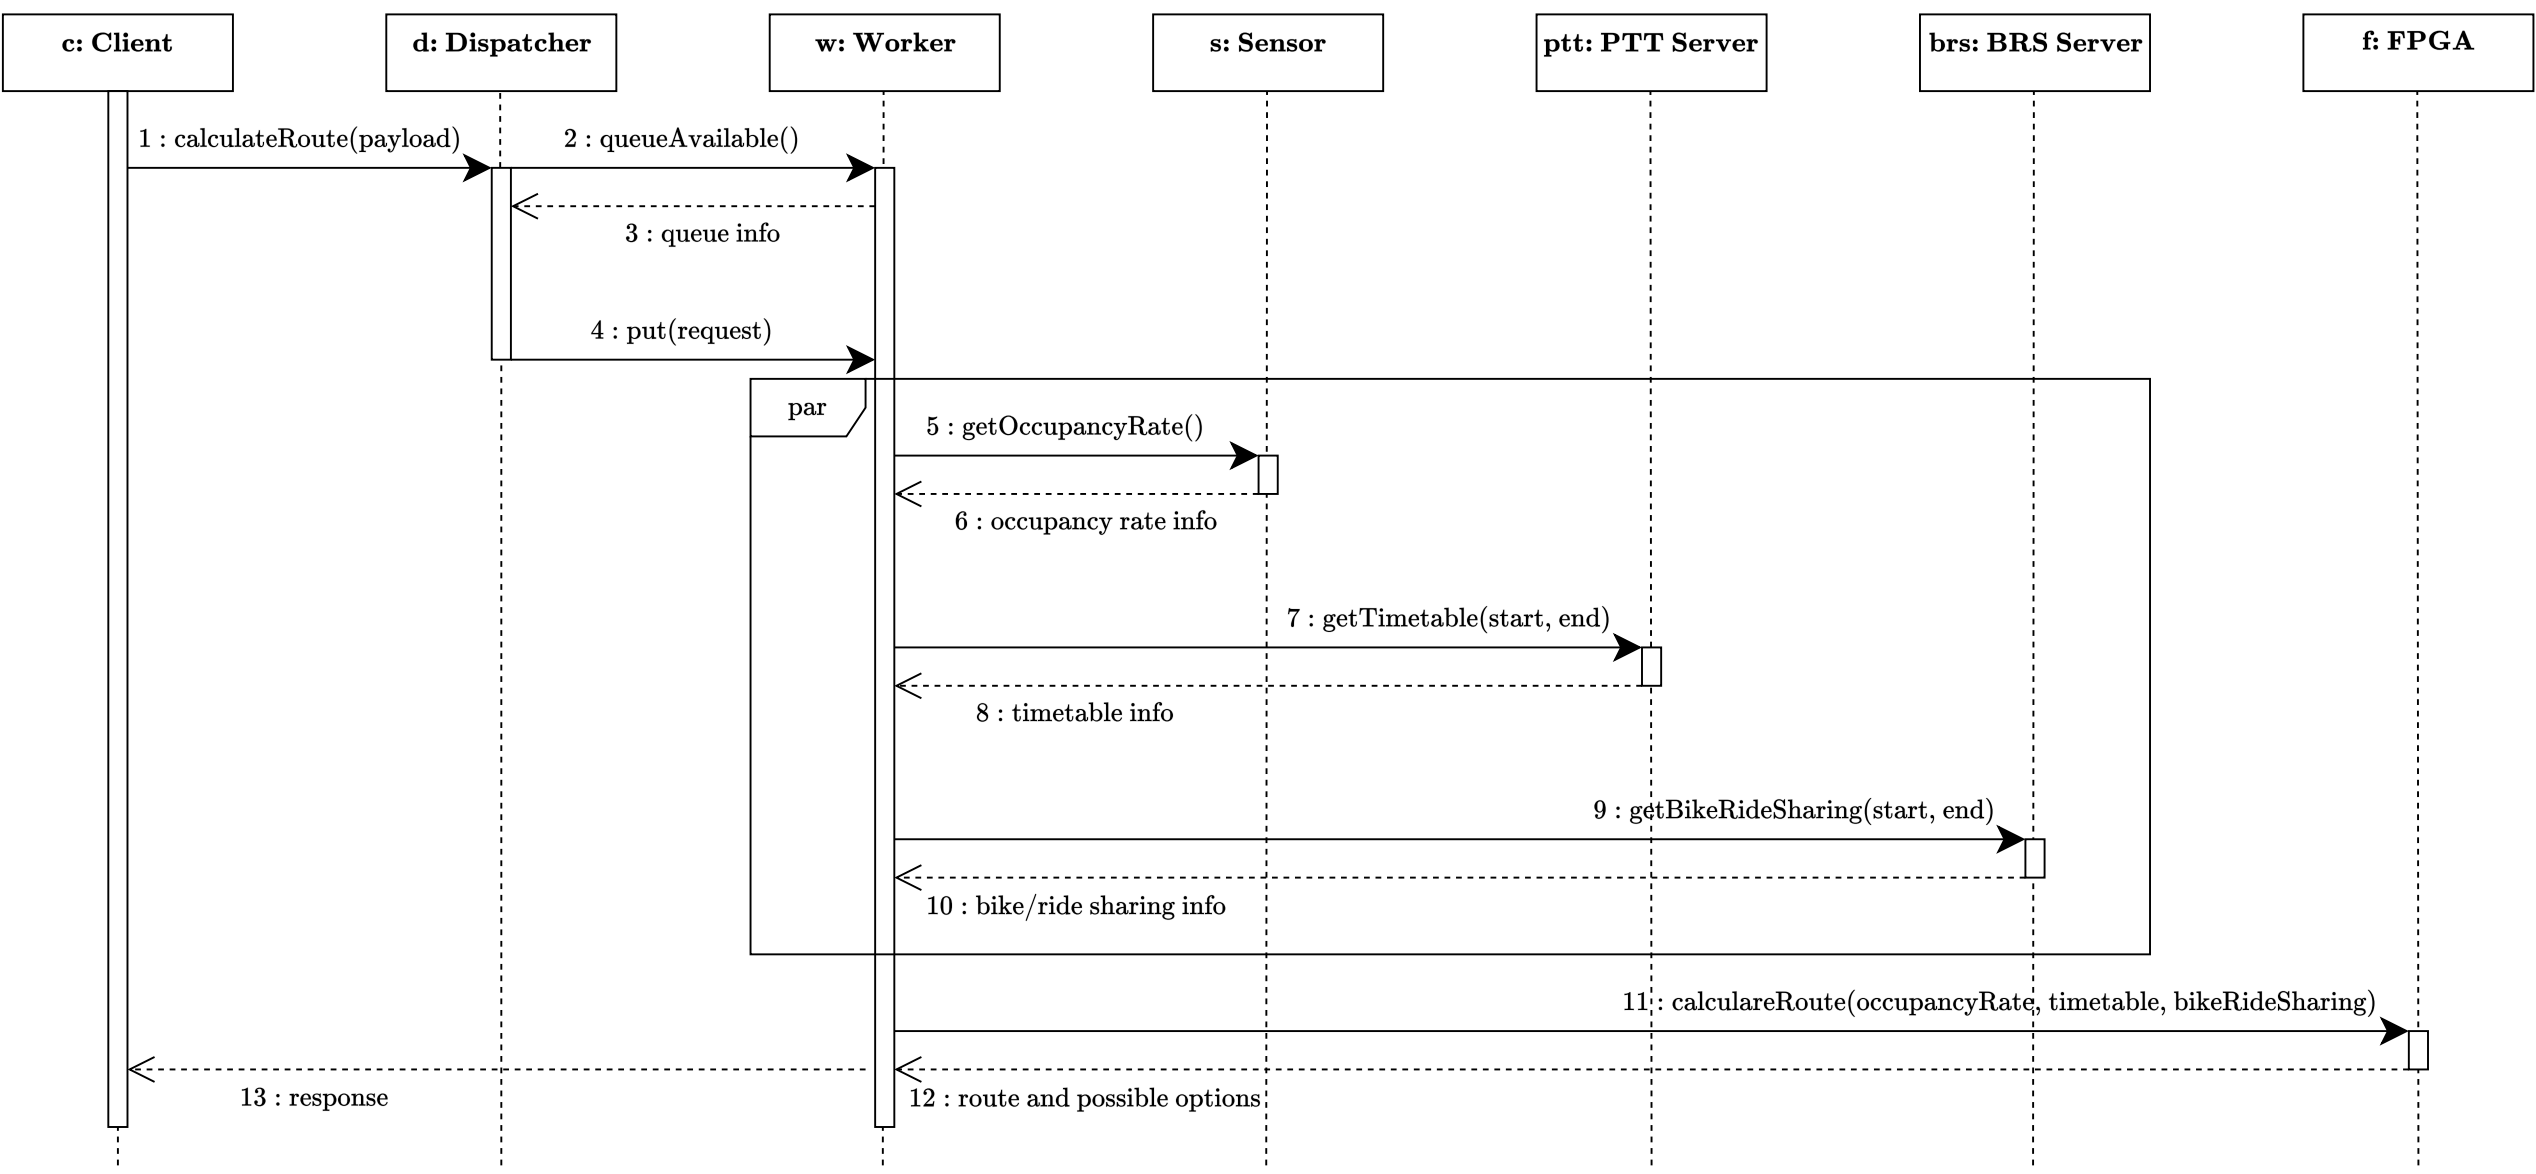 c: Client
d: Dispatcher
w: Worker
s: Sensor
ptt: PTT Server
brs: BRS Server
f: FPGA
1 : calculateRoute(payload)
2 : queueAvailable()
3 : queue info
4 : put(request)
par
5 : getOccupancyRate()
6 : occupancy rate info
7 : getTimetable(start, end)
8 : timetable info
9 : getBikeRideSharing(start, end)
10 : bike/ride sharing info
11 : calculareRoute(occupancyRate, timetable, bikeRideSharing)
13 : response
12 : route and possible options